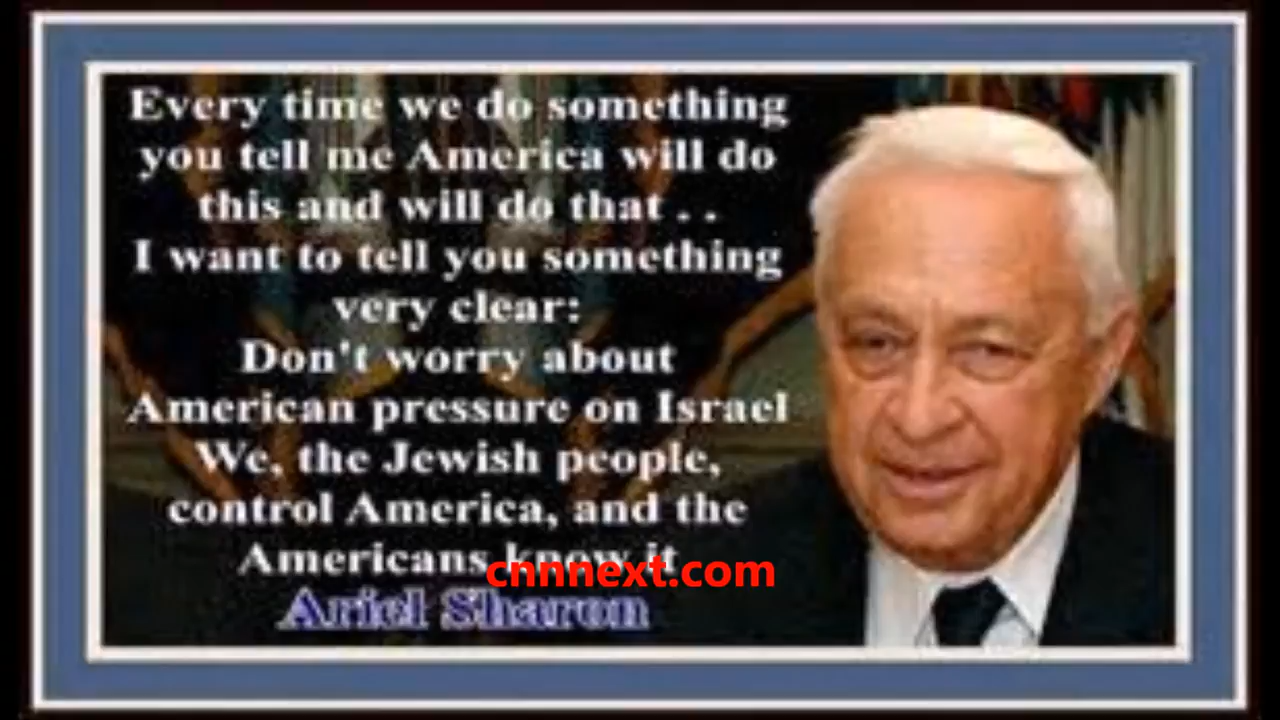 Every time we do something
you tell me America will do
this and will do that . .
I want to tell you something
very clear:
Don't worry about
American pressure on Israel
We, the Jewish people,
control America, and the
Americans know it
cnnnext.com
Ariel Sharon